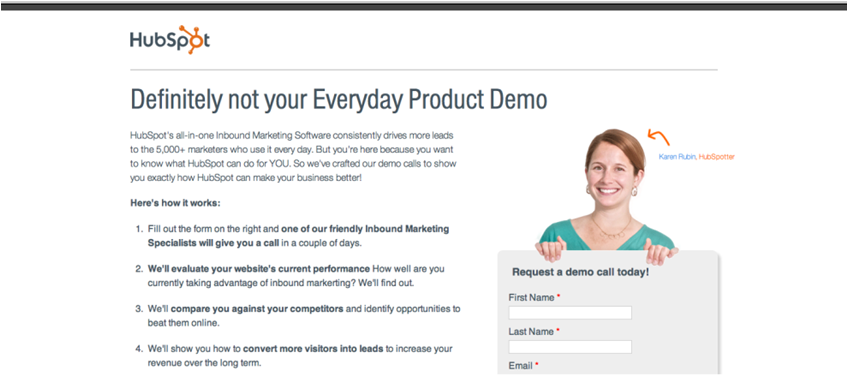 HubSpot
Definitely not your Everyday Product Demo
HubSpot's all-in-one Inbound Marketing Software consistently drives more leads
to the 5,000+ marketers who use it every day. But you're here because you want
to know what HubSpot can do for YOU. So we've crafted our demo calls to show
you exactly how HubSpot can make your business better!
Here's how it works:
1. Fill out the form on the right and one of our friendly Inbound Marketing
Specialists will give you a call in a couple of days.
2. We'll evaluate your website's current performance How well are you
currently taking advantage of inbound markerting? We'll find out.
3. We'll compare you against your competitors and identify opportunities to
beat them online.
4. We'll show you how to convert more visitors into leads to increase your
revenue over the long term.
Karen Rubin, HubSpotter
Request a demo call today!
First Name *
Last Name *
Email *